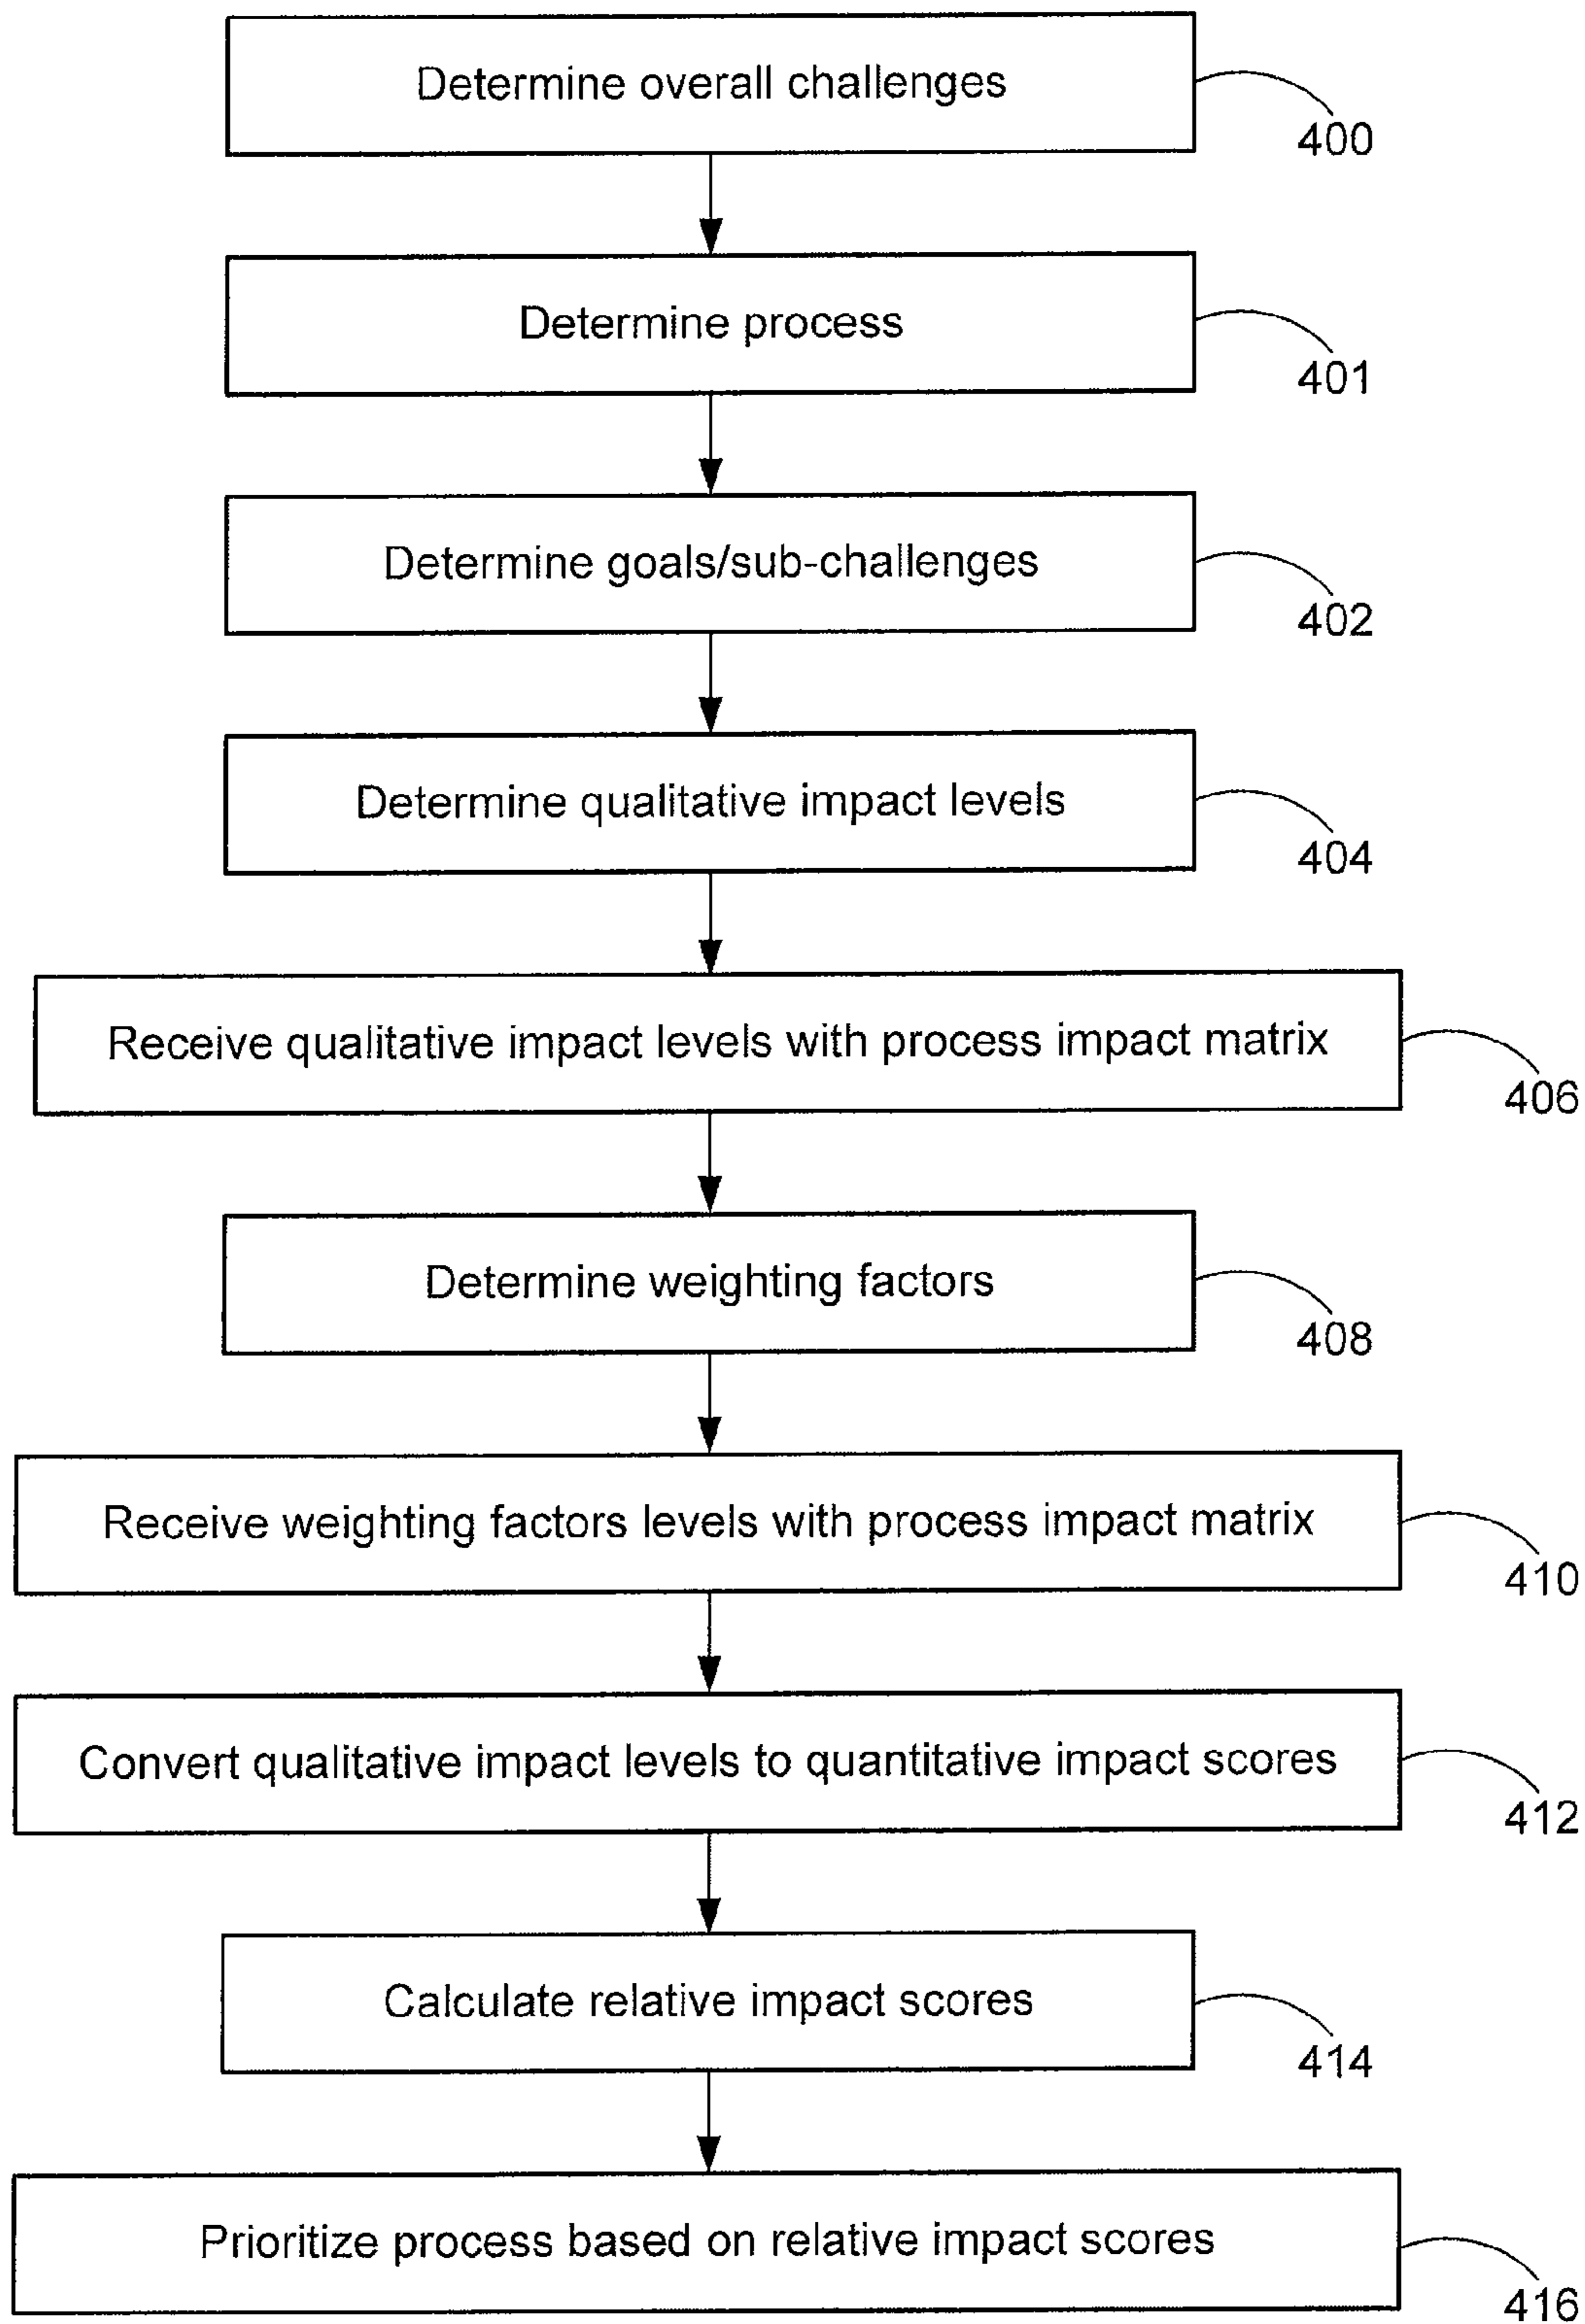 Determine overall challenges
400
Determine process
401
Determine goals/sub-challenges
402
Determine qualitative impact levels
404
Receive qualitative impact levels with process impact matrix
406
Determine weighting factors
408
Receive weighting factors levels with process impact matrix
410
Convert qualitative impact levels to quantitative impact scores
412
Calculate relative impact scores
414
Prioritize process based on relative impact scores
416